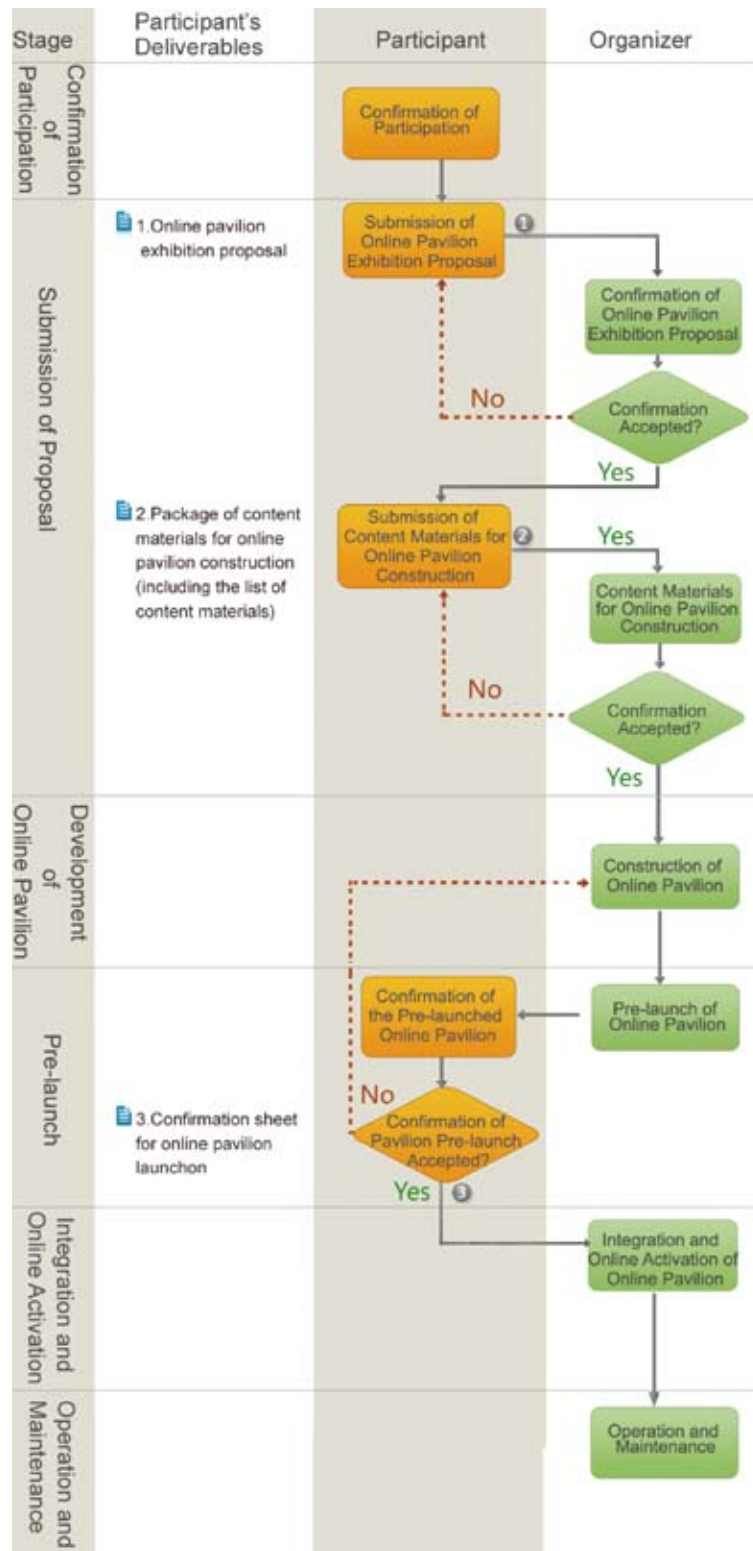 Stage
Participant's
Deliverables
Participant
Organizer
Confirmation
of
Participation
Confirmation of
Participation
Submission of Proposal
1.Online pavilion
exhibition proposal
Submission of
Online Pavilion
Exhibition Proposal
1
Confirmation of
Online Pavilion
Exhibition Proposal
No
Confirmation
Accepted?
Yes
2.Package of content
materials for online
pavilion construction
(including the list of
content materials)
Submission of
Content Materials for
Online Pavilion
Construction
2
Yes
Content Materials
for Online Pavilion
Construction
No
Confirmation
Accepted?
Yes
Development
of
Online Pavilion
Construction of
Online Pavilion
Pre-launch
Confirmation of
the Pre-launched
Online Pavilion
Pre-launch of
Online Pavilion
No
3.Confirmation sheet
for online pavilion
launchon
Confirmation of
Pavilion Pre-launch
Accepted?
Yes
3
Integration and
Online Activation
Integration and
Online Activation of
Online Pavilion
Operation and
Maintenance
Operation and
Maintenance